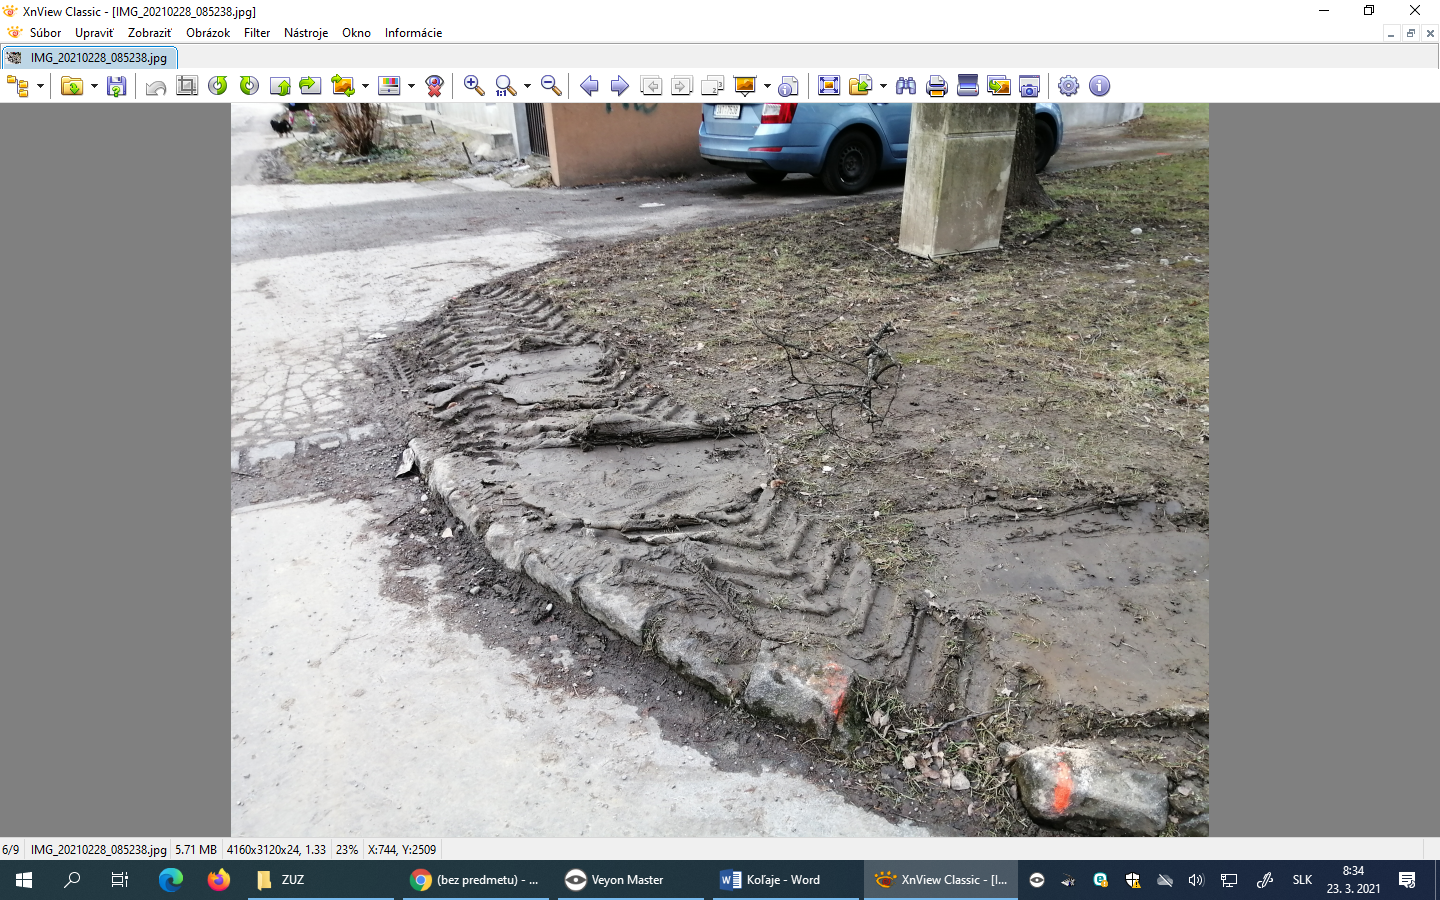 XnView Classic - [IMG_20210228_085238.jpg]
Súbor Upraviť Zobraziť Obrázok Filter Nástroje Okno Informácie
IMG_20210228_085238.jpg
1:1
6/9 IMG_20210228_085238.jpg 5.71 MB 4160x3120x24, 1.33 23% X:744, Y:2509
ZUZ (bez predmetu) - ... Veyon Master Koľaje - Word XnView Classic - [I... SLK 8:34
23. 3. 2021